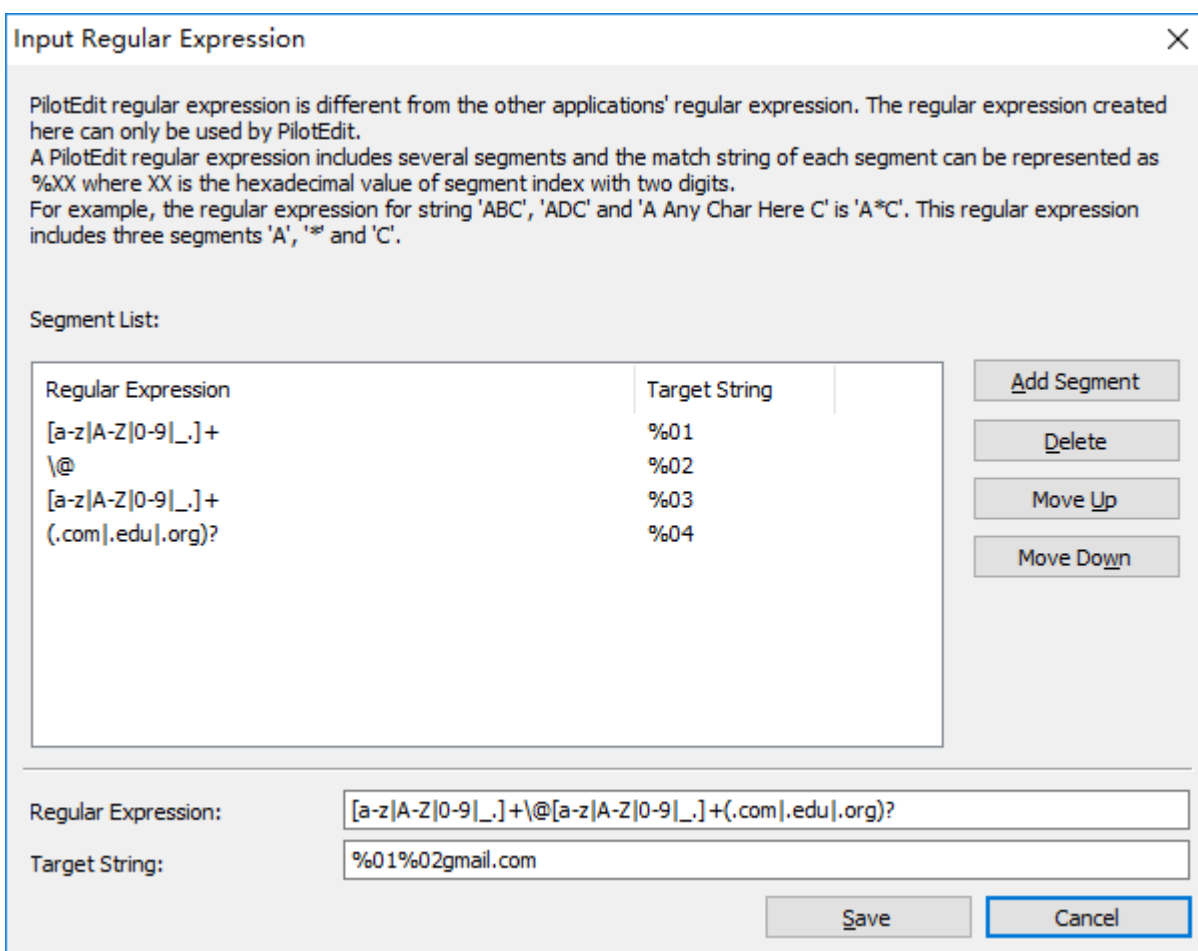 Input Regular Expression
PilotEdit regular expression is different from the other applications' regular expression. The regular expression created
here can only be used by PilotEdit.
A PilotEdit regular expression includes several segments and the match string of each segment can be represented as
%XX where XX is the hexadecimal value of segment index with two digits.
For example, the regular expression for string 'ABC', 'ADC' and 'A Any Char Here C' is 'A*C'. This regular expression
includes three segments 'A', '*' and 'C'.
Segment List:
Regular Expression Target String
[a-z|A-Z|0-9|_.]+ %01
\@ %02
[a-z|A-Z|0-9|_.]+ %03
(.com|.edu|.org)? %04
Add Segment
Delete
Move Up
Move Down
Regular Expression: [a-z|A-Z|0-9|_.]+\@[a-z|A-Z|0-9|_.]+(.com|.edu|.org)?
Target String: %01%02gmail.com
Save Cancel